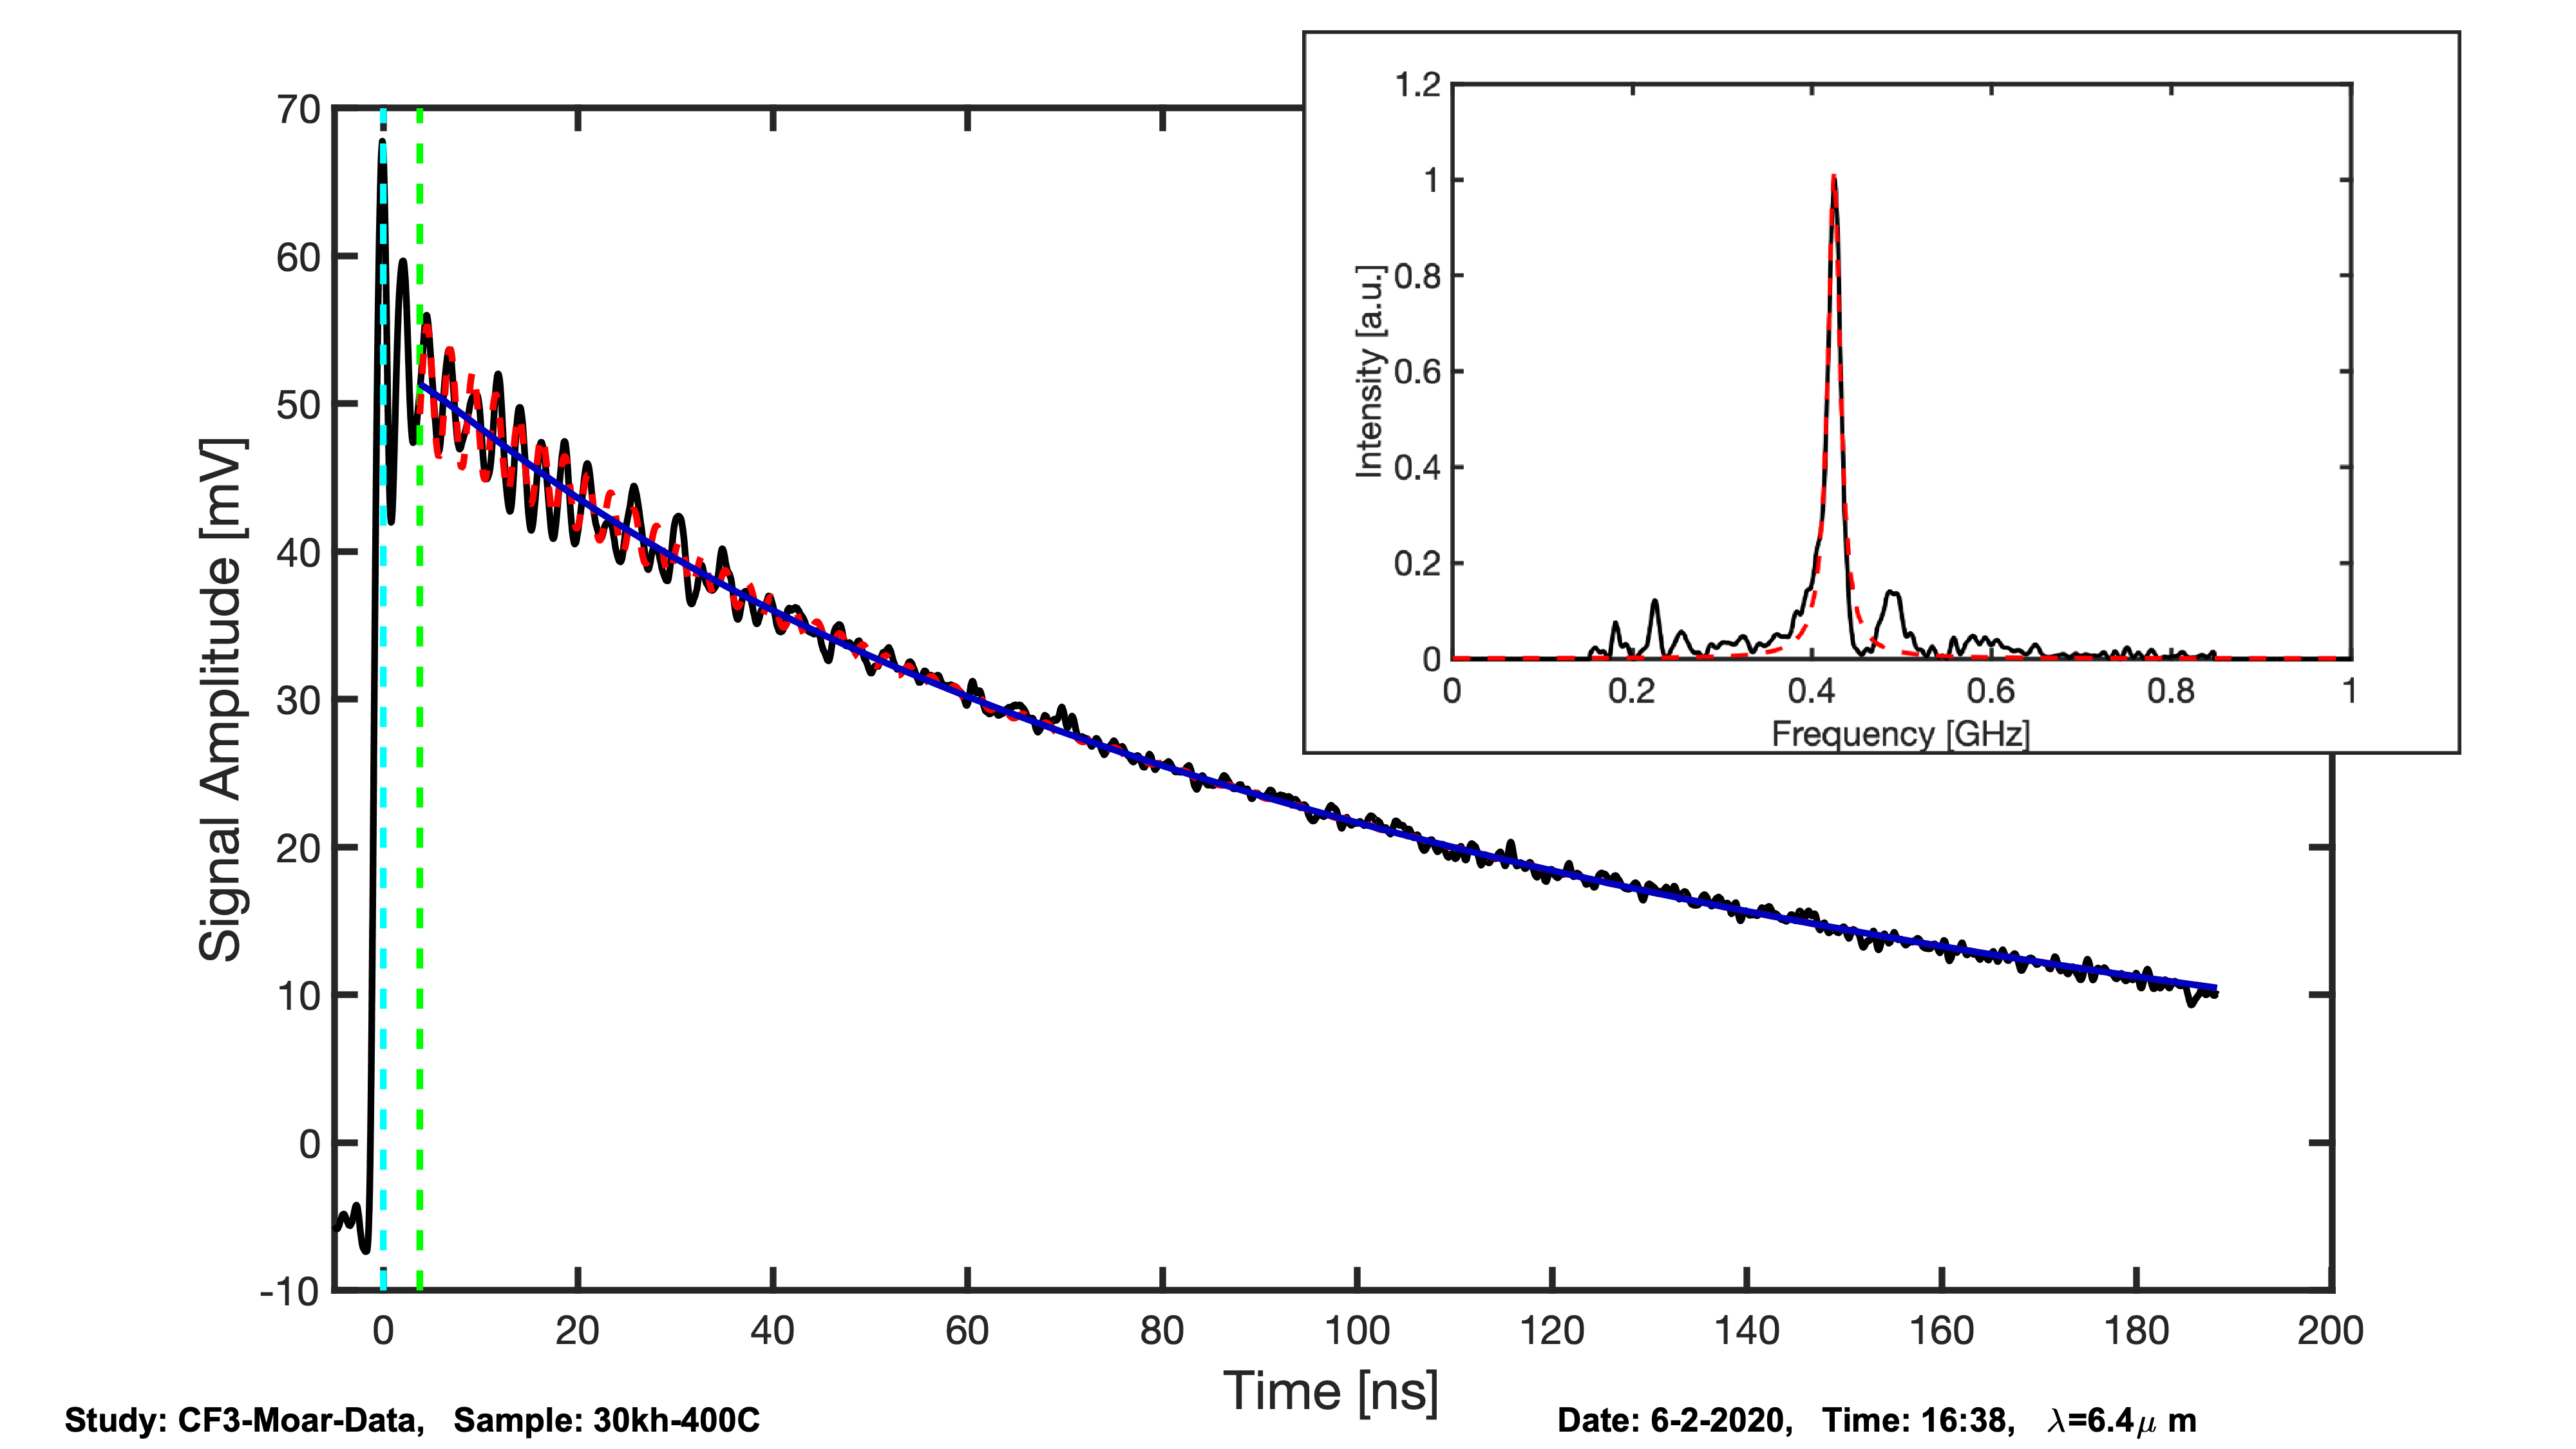 70
60
50
40
30
20
10
0
-10
Signal Amplitude [mV]
0 20 40 60 80 100 120 140 160 180 200
Time [ns]
1.2
1
0.8
0.6
0.4
0.2
0
Intensity [a.u.]
0 0.2 0.4 0.6 0.8 1
Frequency [GHz]
Study: CF3-Moar-Data, Sample: 30kh-400C
Date: 6-2-2020, Time: 16:38, λ=6.4μ m